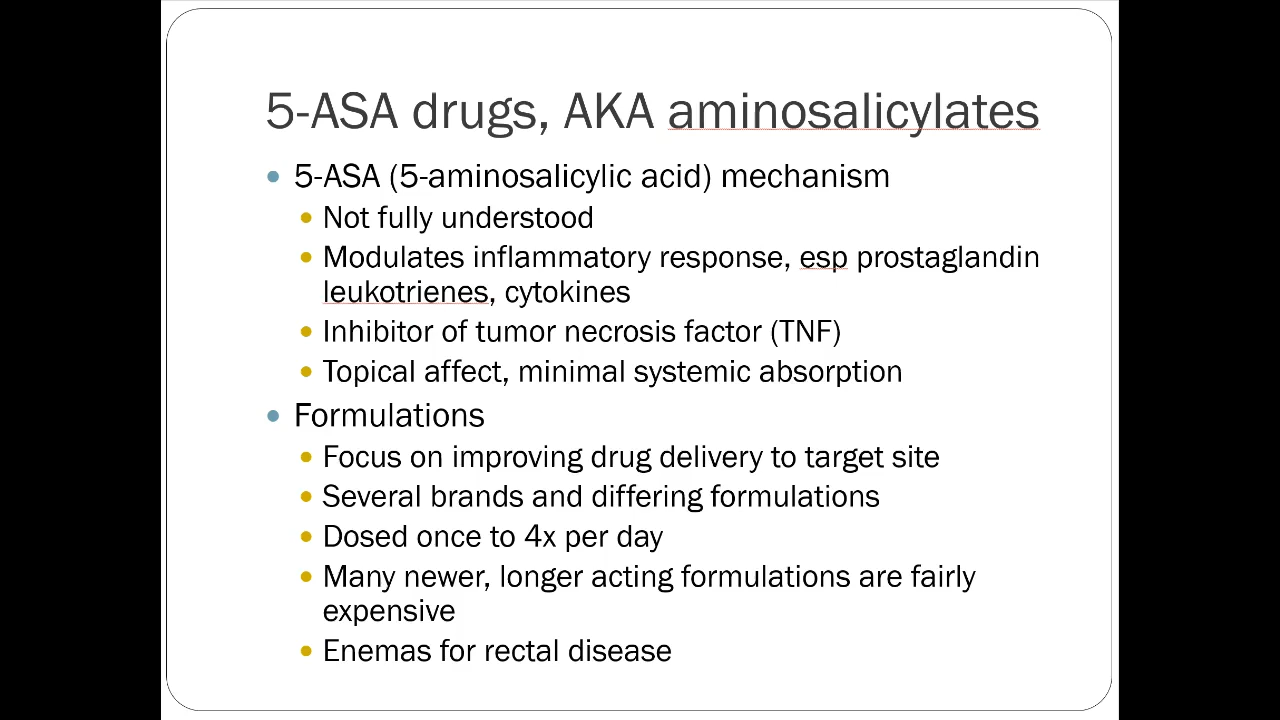 5-ASA drugs, AKA aminosalicylates
5-ASA (5-aminosalicylic acid) mechanism
Not fully understood
Modulates inflammatory response, esp prostaglandin
leukotrienes, cytokines
Inhibitor of tumor necrosis factor (TNF)
Topical affect, minimal systemic absorption
Formulations
Focus on improving drug delivery to target site
Several brands and differing formulations
Dosed once to 4x per day
Many newer, longer acting formulations are fairly
expensive
Enemas for rectal disease